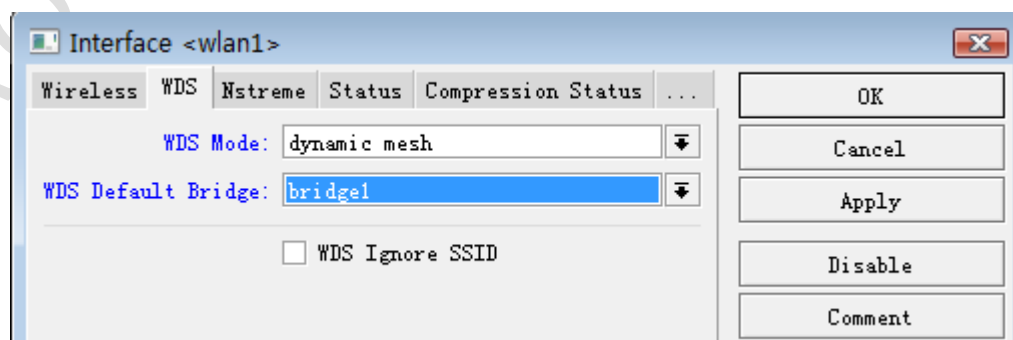 Interface <wlan1>
Wireless WDS Nstreme Status Compression Status ...
WDS Mode: dynamic mesh
WDS Default Bridge: bridge1
WDS Ignore SSID
OK
Cancel
Apply
Disable
Comment